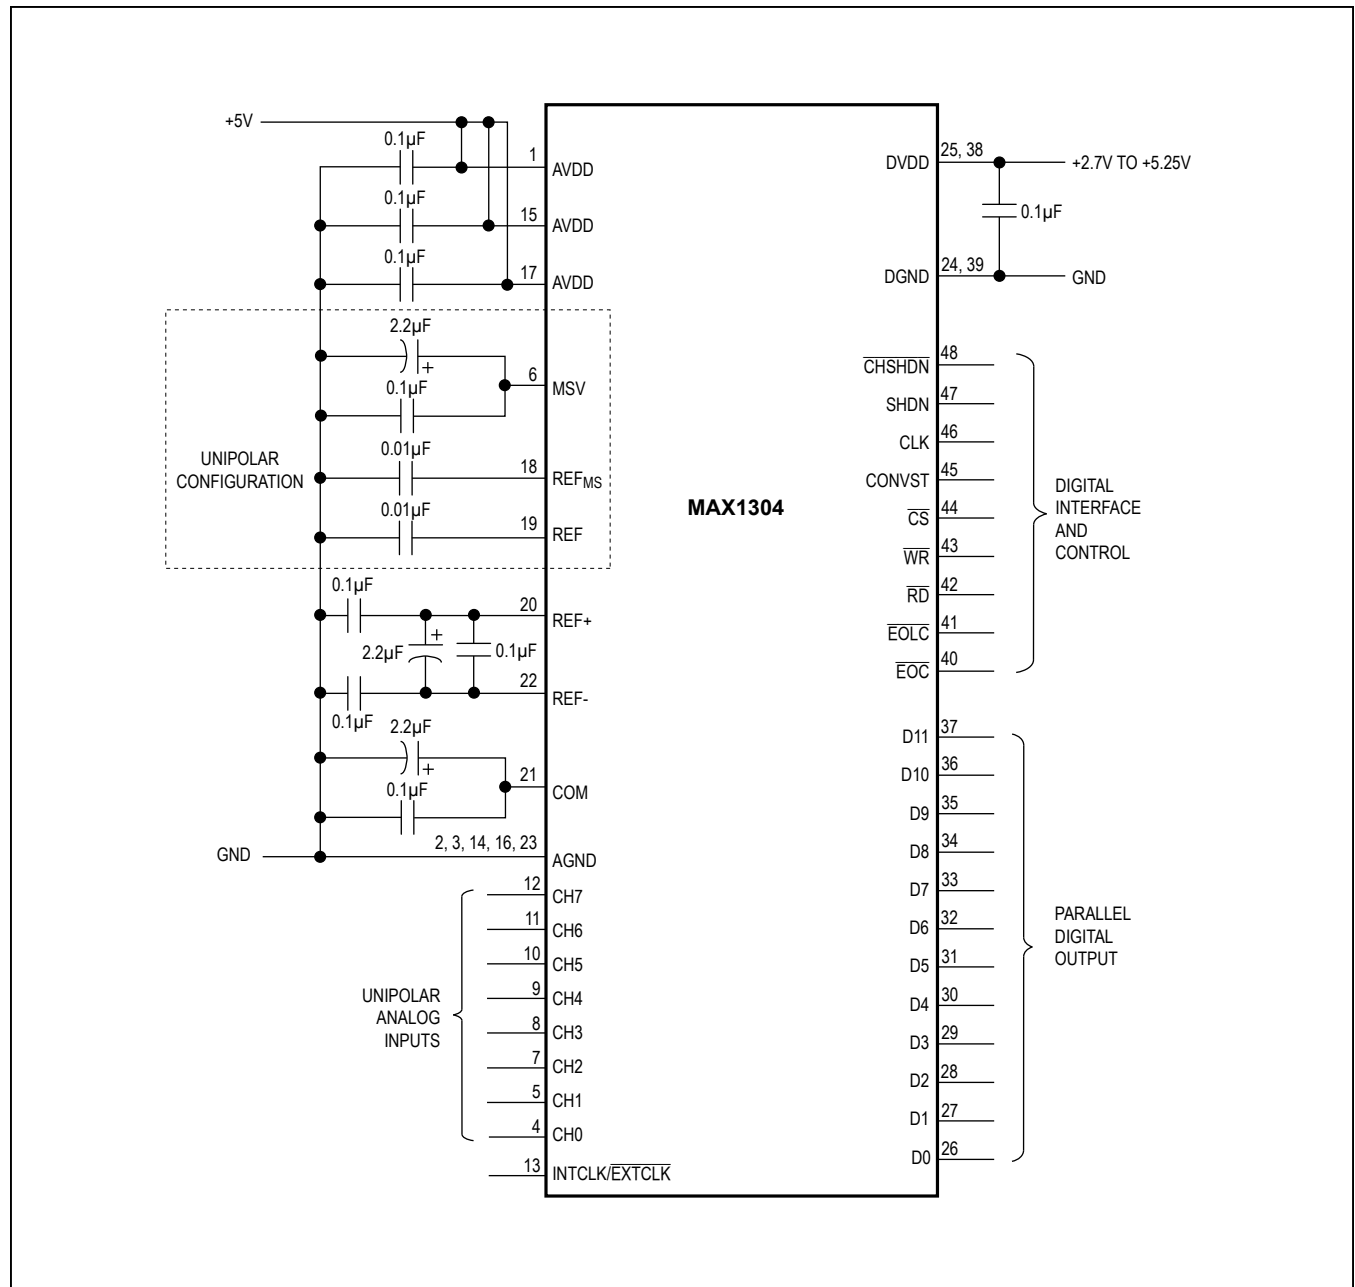 +5V
0.1µF
1
AVDD
0.1µF
15
AVDD
0.1µF
17
AVDD
2.2µF
+
6
MSV
0.1µF
UNIPOLAR
CONFIGURATION
0.01µF
18
REFMS
0.01µF
19
REF
0.1µF
20
REF+
+
2.2µF
0.1µF
22
REF-
0.1µF
2.2µF
+
21
COM
0.1µF
GND
2, 3, 14, 16, 23
AGND
UNIPOLAR
ANALOG
INPUTS
12
CH7
11
CH6
10
CH5
9
CH4
8
CH3
7
CH2
5
CH1
4
CH0
13
INTCLK/EXTCLK
MAX1304
DVDD
25, 38
+2.7V TO +5.25V
0.1µF
DGND
24, 39
GND
CHSHDN
48
SHDN
47
CLK
46
CONVST
45
CS
44
WR
43
RD
42
EOLC
41
EOC
40
DIGITAL
INTERFACE
AND
CONTROL
D11
37
D10
36
D9
35
D8
34
D7
33
D6
32
D5
31
D4
30
D3
29
D2
28
D1
27
D0
26
PARALLEL
DIGITAL
OUTPUT